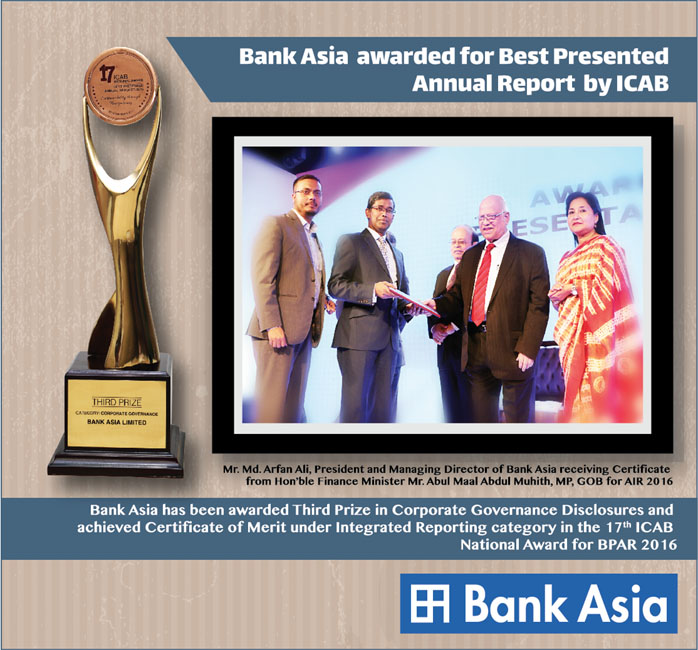 Bank Asia awarded for Best Presented
Annual Report by ICAB
17
ICAB
AWARD
PRESENTA
THIRD PRIZE
CATEGORY: CORPORATE GOVERNANCE
BANK ASIA LIMITED
Mr. Md. Arfan Ali, President and Managing Director of Bank Asia receiving Certificate
from Hon'ble Finance Minister Mr. Abul Maal Abdul Muhith, MP, GOB for AIR 2016
Bank Asia has been awarded Third Prize in Corporate Governance Disclosures and
achieved Certificate of Merit under Integrated Reporting category in the 17th ICAB
National Award for BPAR 2016
Bank Asia